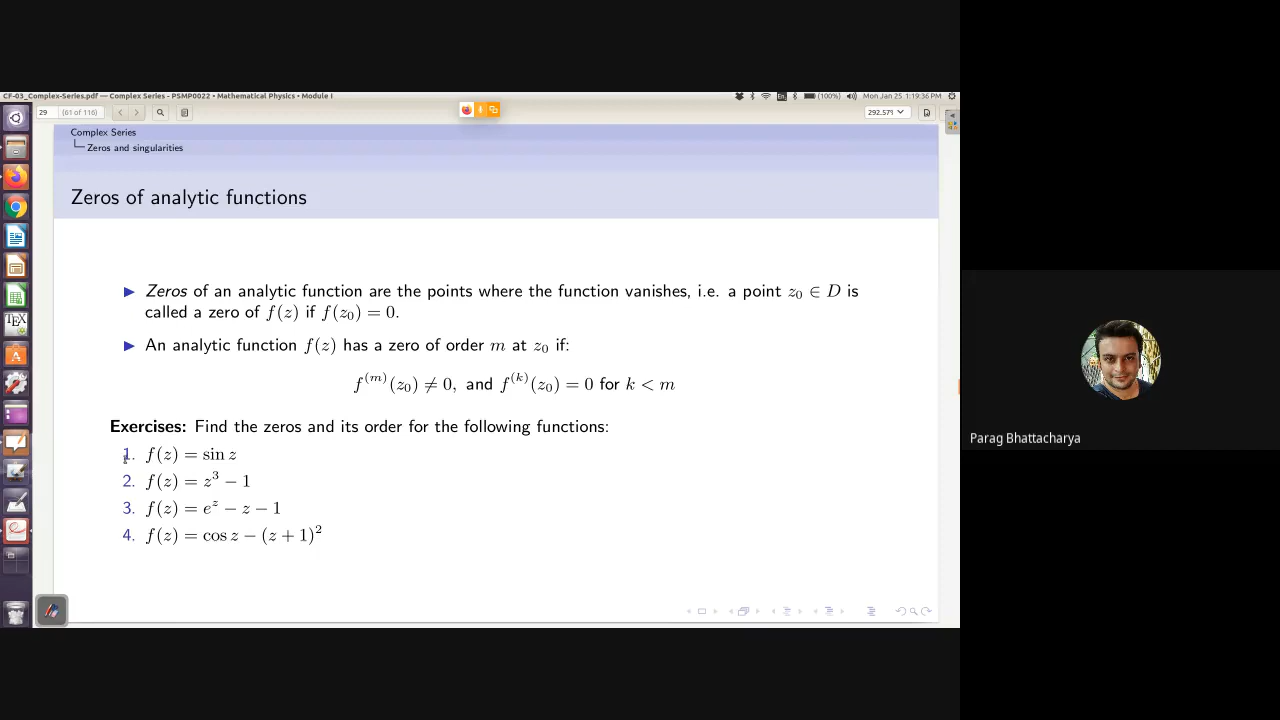 CF-03_Complex-Series.pdf — Complex Series - PSMP0022 • Mathematical Physics • Module I
(100%) Mon Jan 25 1:19:36 PM
29 (61 of 116) 292.57%
Complex Series
Zeros and singularities
Zeros of analytic functions
▶ Zeros of an analytic function are the points where the function vanishes, i.e. a point z₀ ∈ D is
called a zero of f(z) if f(z₀) = 0.
▶ An analytic function f(z) has a zero of order m at z₀ if:
f⁽ᵐ⁾(z₀) ≠ 0, and f⁽ᵏ⁾(z₀) = 0 for k < m
Exercises: Find the zeros and its order for the following functions:
1. f(z) = sin z
2. f(z) = z³ − 1
3. f(z) = eᶻ − z − 1
4. f(z) = cos z − (z + 1)²
TEX
Parag Bhattacharya